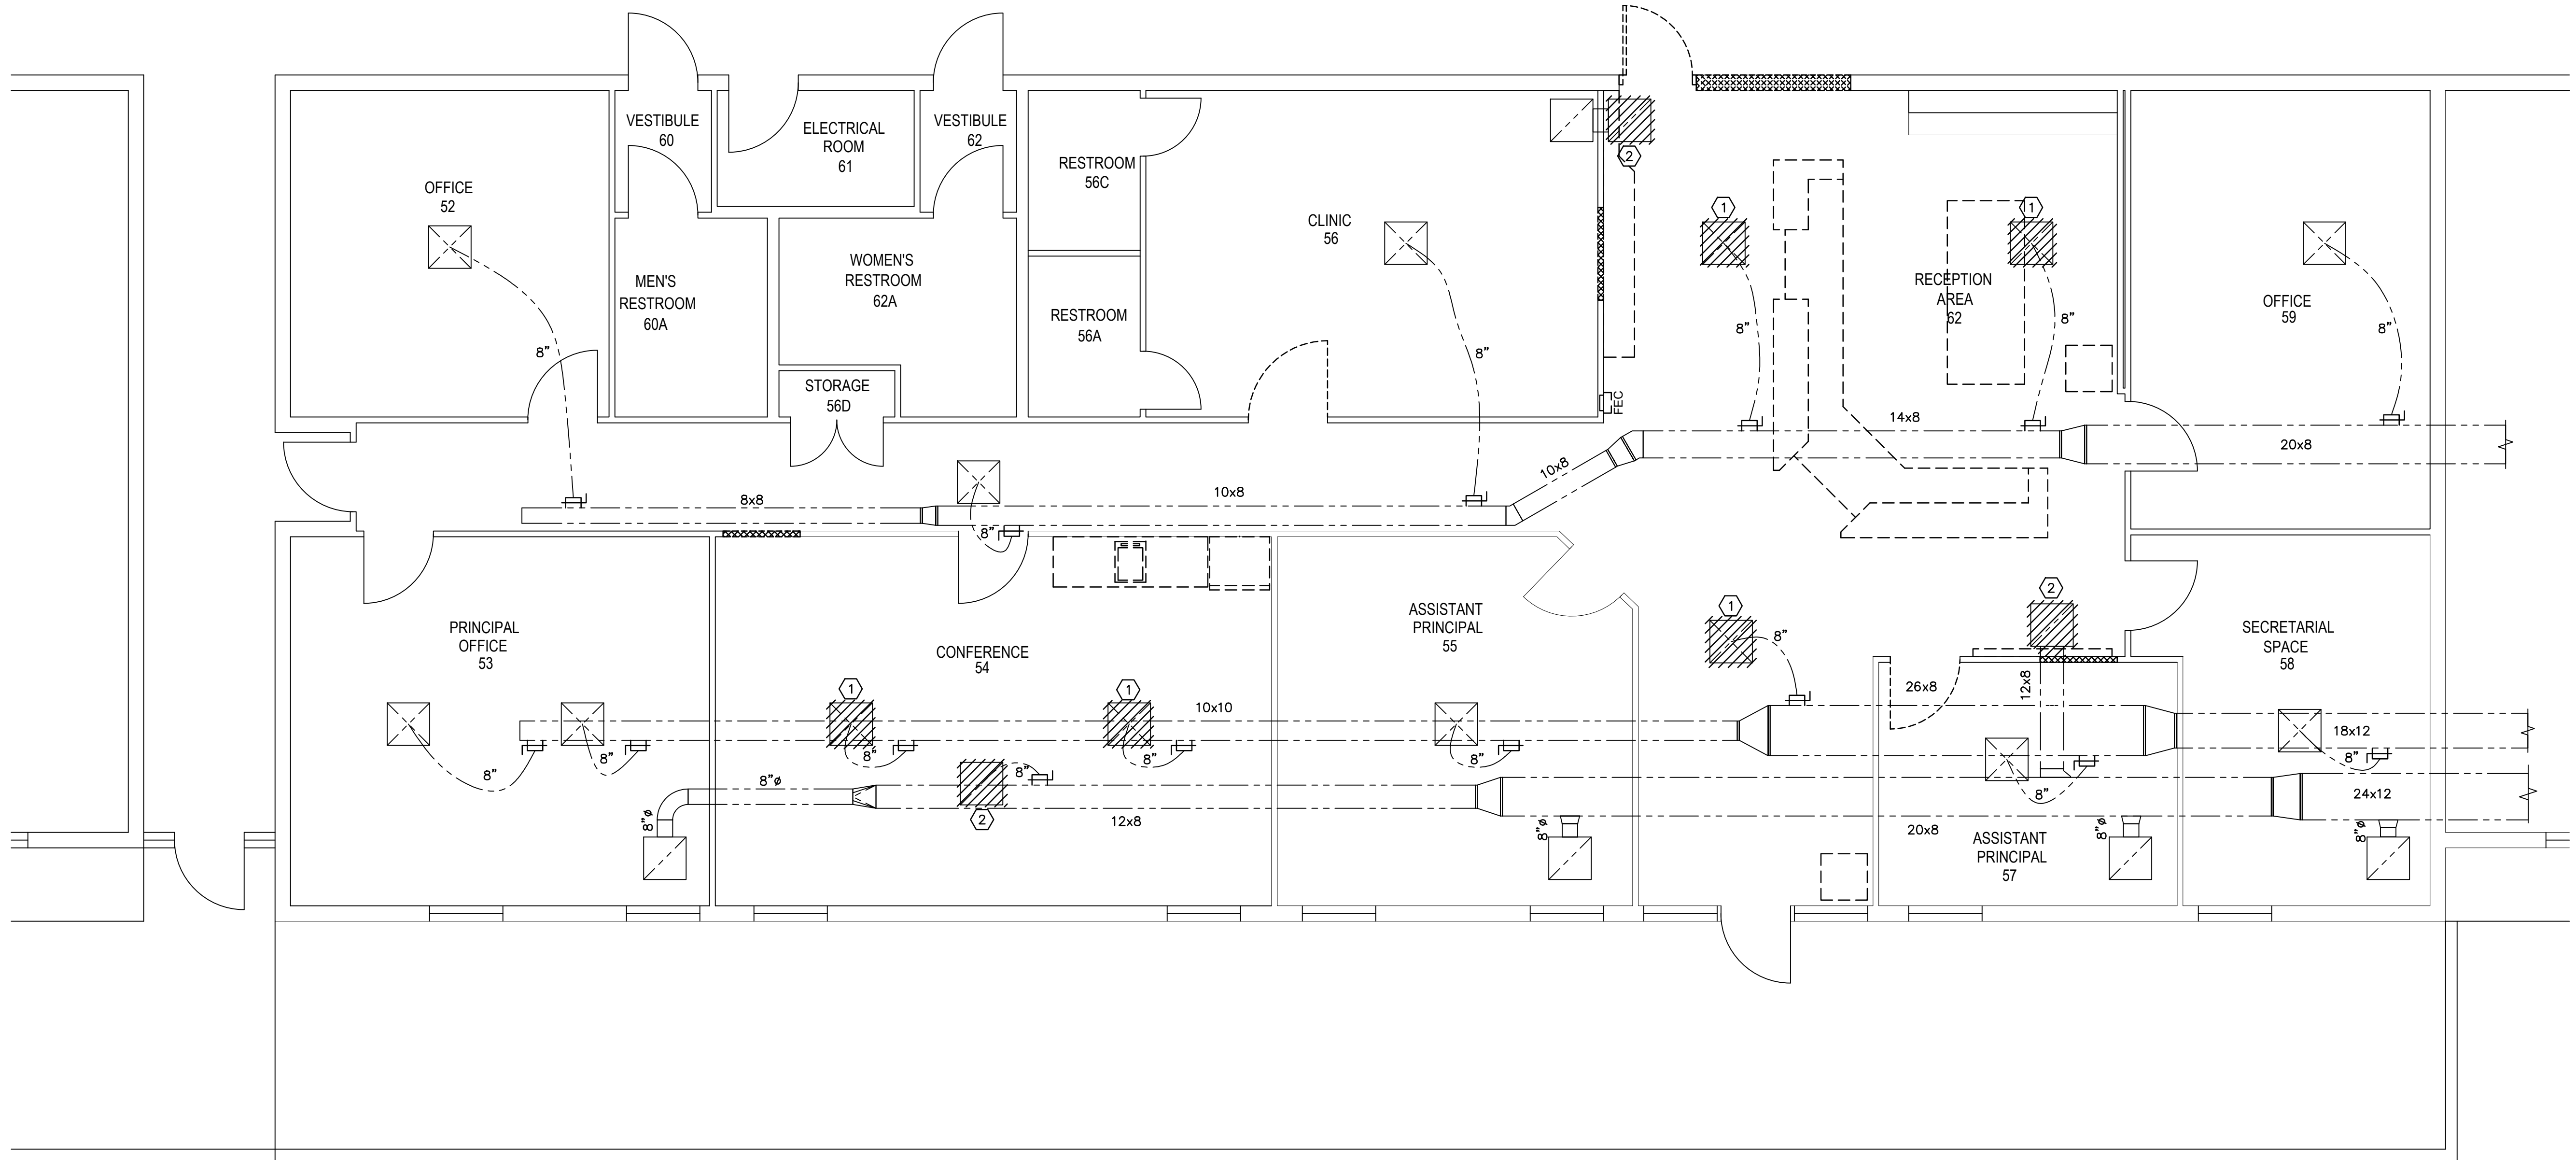 VESTIBULE
60
ELECTRICAL
ROOM
61
VESTIBULE
62
RESTROOM
56C
OFFICE
52
MEN'S
RESTROOM
60A
WOMEN'S
RESTROOM
62A
CLINIC
56
RESTROOM
56A
STORAGE
56D
2
1
1
RECEPTION
AREA
62
OFFICE
59
8"
8"
8"
8"
8"
FEC
14x8
20x8
8x8
10x8
10x8
8"
PRINCIPAL
OFFICE
53
CONFERENCE
54
ASSISTANT
PRINCIPAL
55
1
8"
2
SECRETARIAL
SPACE
58
1
1
10x10
26x8
12x8
18x12
8"
8"
8"
8"
8"
8"
8"ø
8"
8"
8"ø
2
12x8
8"ø
20x8
ASSISTANT
PRINCIPAL
57
8"ø
24x12
8"ø